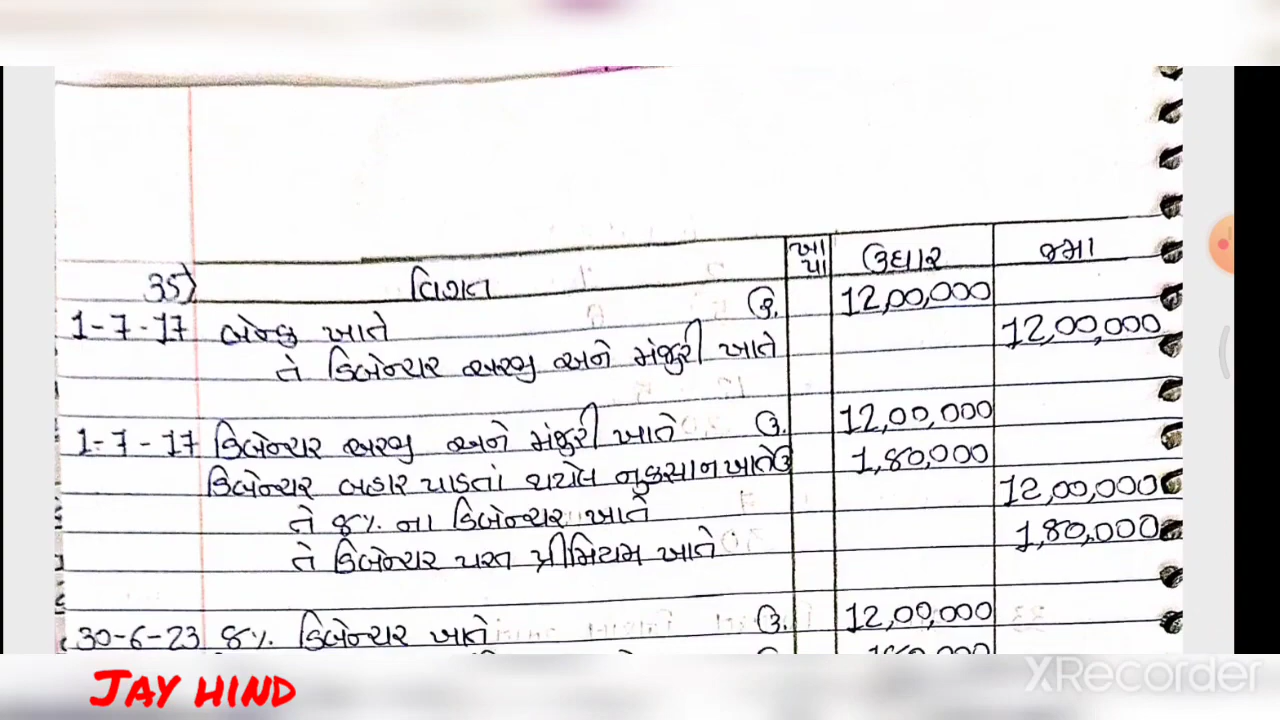 35) વિગત ખા પા ઉધાર જમા
1-7-17 બેન્ક ખાતે ઉ. 12,00,000
તે ડિબેન્ચર અરજી અને મંજુરી ખાતે 12,00,000
1-7-17 ડિબેન્ચર અરજી અને મંજુરી ખાતે ઉ. 12,00,000
ડિબેન્ચર બહાર પાડતાં થયેલ નુકસાન ખાતે ઉ 1,80,000
તે 8% ના ડિબેન્ચર ખાતે 12,00,000
તે ડિબેન્ચર પરત પ્રીમિયમ ખાતે 1,80,000
30-6-23 8% ડિબેન્ચર ખાતે ઉ. 12,00,000
JAY HIND
XRecorder